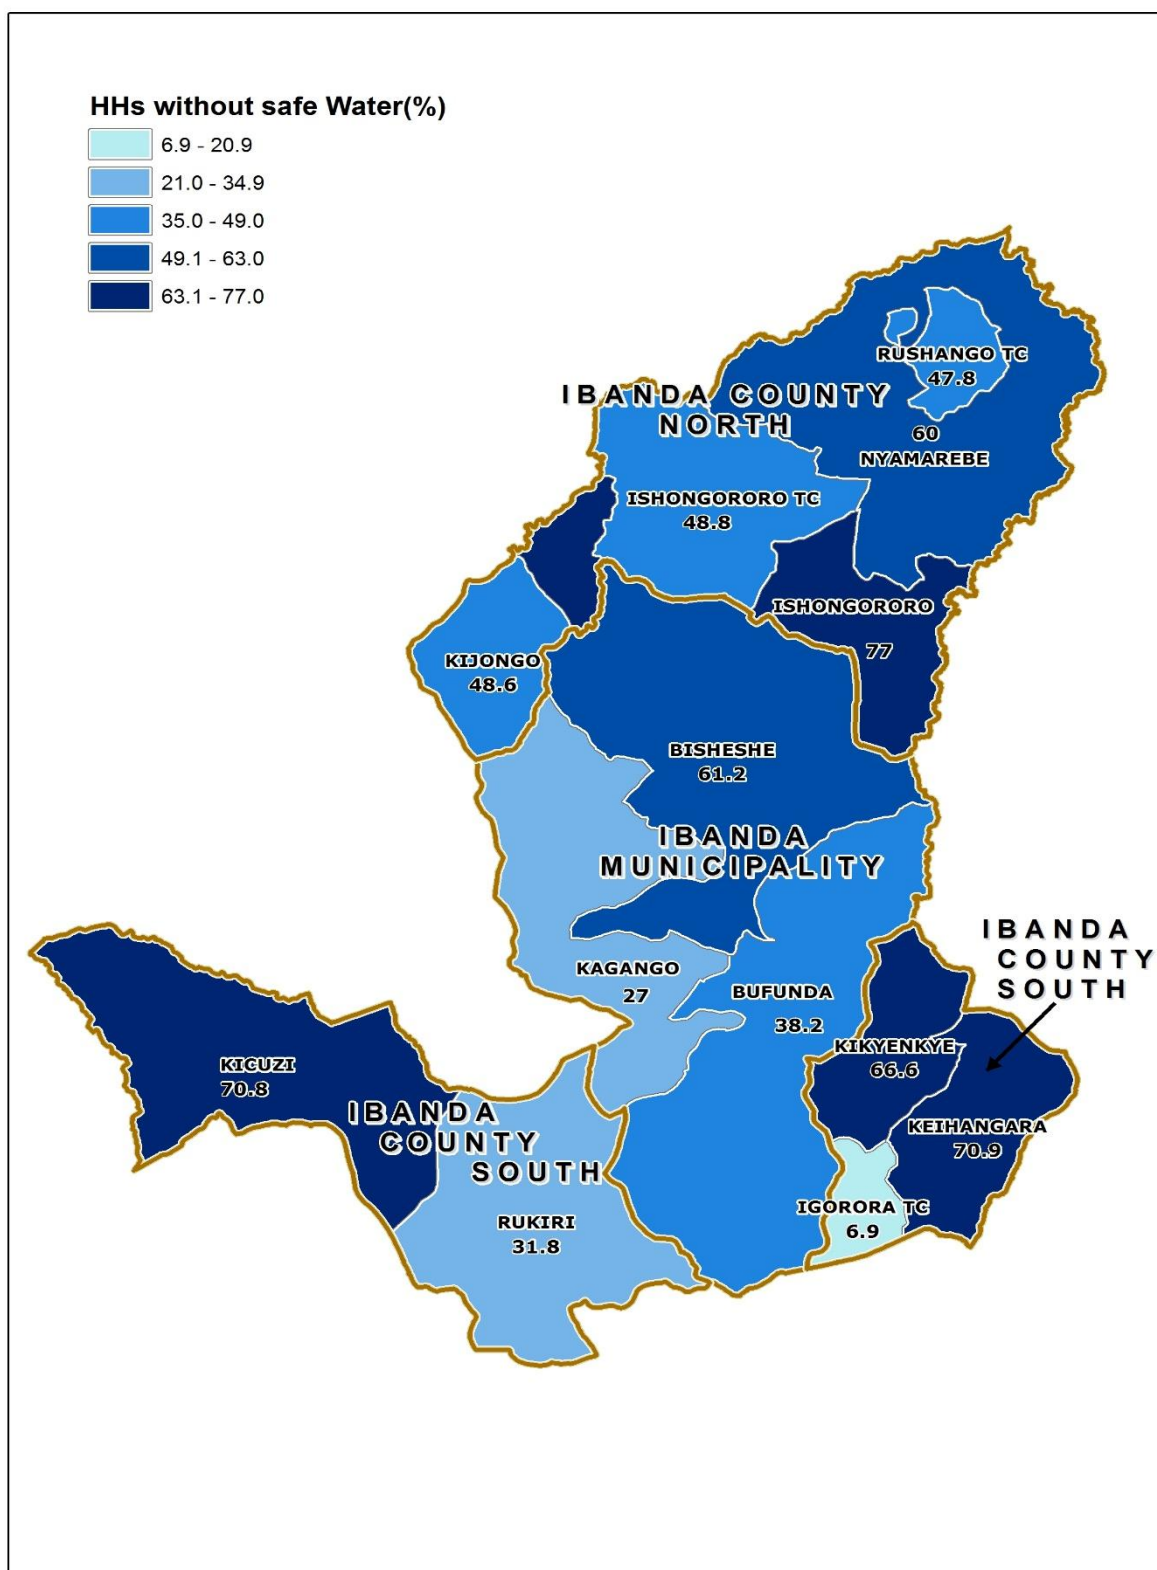 HHs without safe Water(%)
6.9 - 20.9
21.0 - 34.9
35.0 - 49.0
49.1 - 63.0
63.1 - 77.0
RUSHANGO TC
47.8
IBANDA COUNTY
NORTH
60
NYAMAREBE
ISHONGORORO TC
48.8
ISHONGORORO
77
KIJONGO
48.6
BISHESHE
61.2
IBANDA
MUNICIPALITY
KAGANGO
27
BUFUNDA
38.2
IBANDA
COUNTY
SOUTH
KIKYENKYE
66.6
KICUZI
70.8
IBANDA
COUNTY
SOUTH
KEIHANGARA
70.9
IGORORA TC
6.9
RUKIRI
31.8